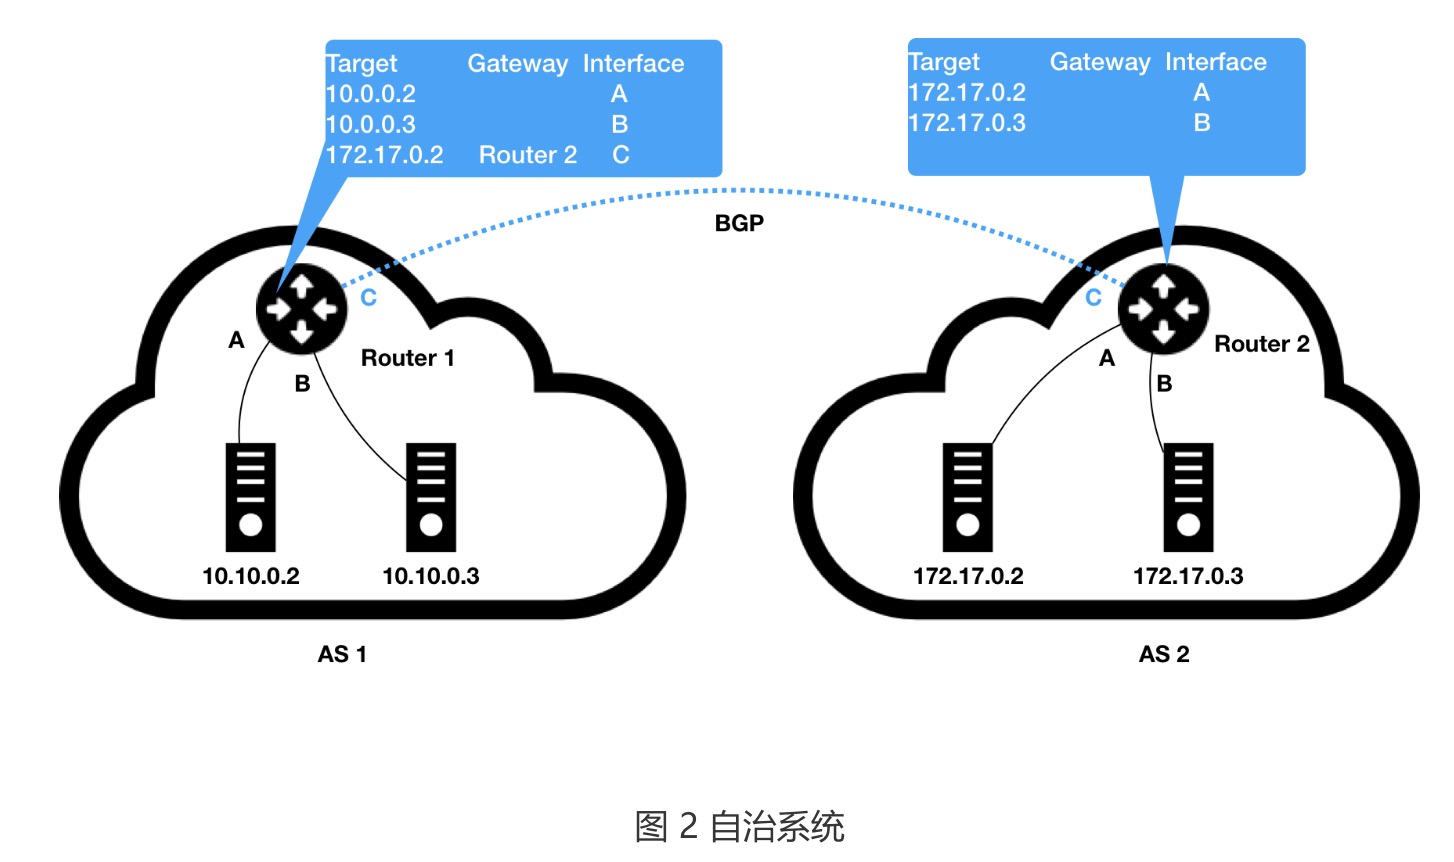 Target Gateway Interface
10.0.0.2 A
10.0.0.3 B
172.17.0.2 Router 2 C
Target Gateway Interface
172.17.0.2 A
172.17.0.3 B
BGP
C
A
B
Router 1
10.10.0.2
10.10.0.3
AS 1
C
A
B
Router 2
172.17.0.2
172.17.0.3
AS 2
图 2 自治系统